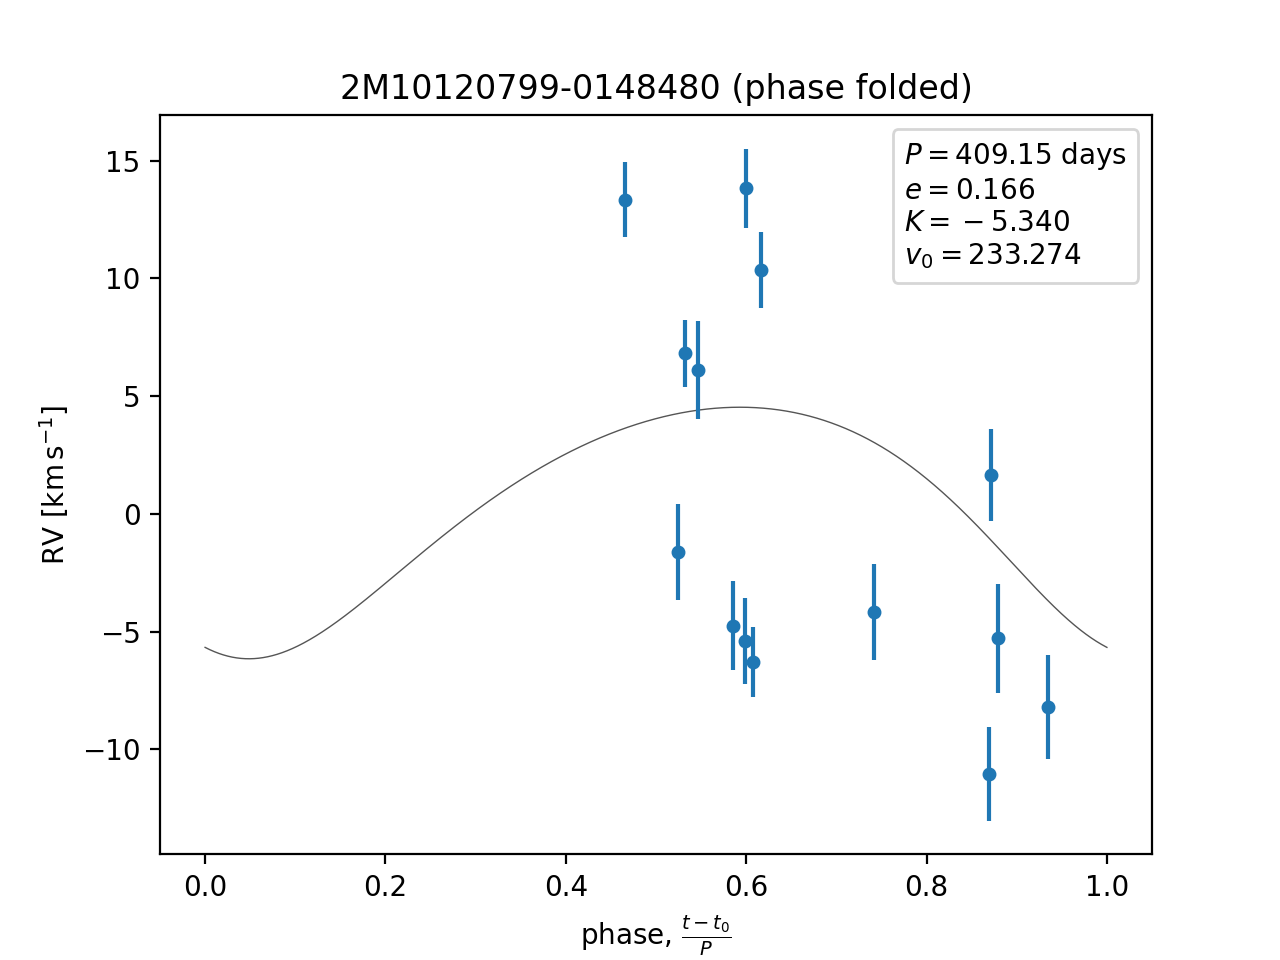 2M10120799-0148480 (phase folded)
P = 409.15 days
e = 0.166
K = −5.340
v₀ = 233.274
15
10
5
0
−5
−10
RV [km s⁻¹]
0.0 0.2 0.4 0.6 0.8 1.0
phase, (t − t₀)/P